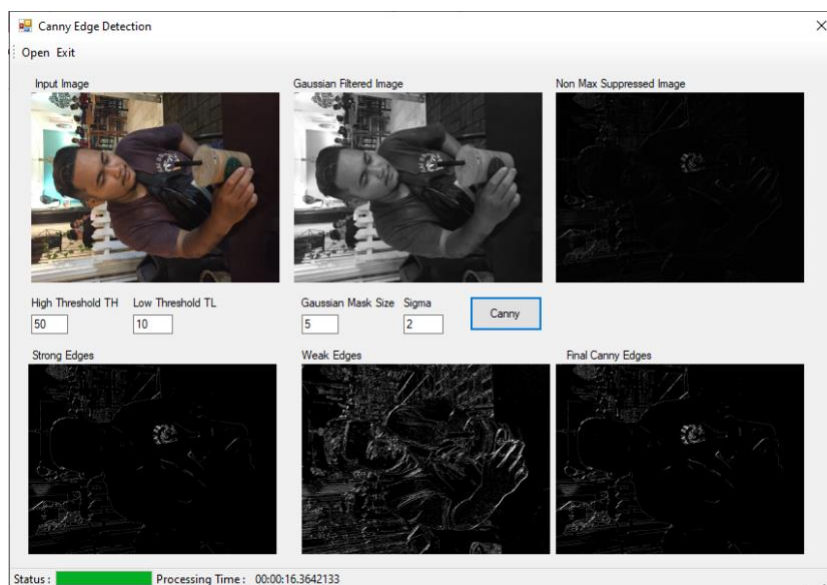 Canny Edge Detection
Open Exit
Input Image
Gaussian Filtered Image
Non Max Suppressed Image
High Threshold TH Low Threshold TL
Gaussian Mask Size Sigma
50
10
5
2
Canny
Strong Edges
Weak Edges
Final Canny Edges
Status : Processing Time : 00:00:16.3642133